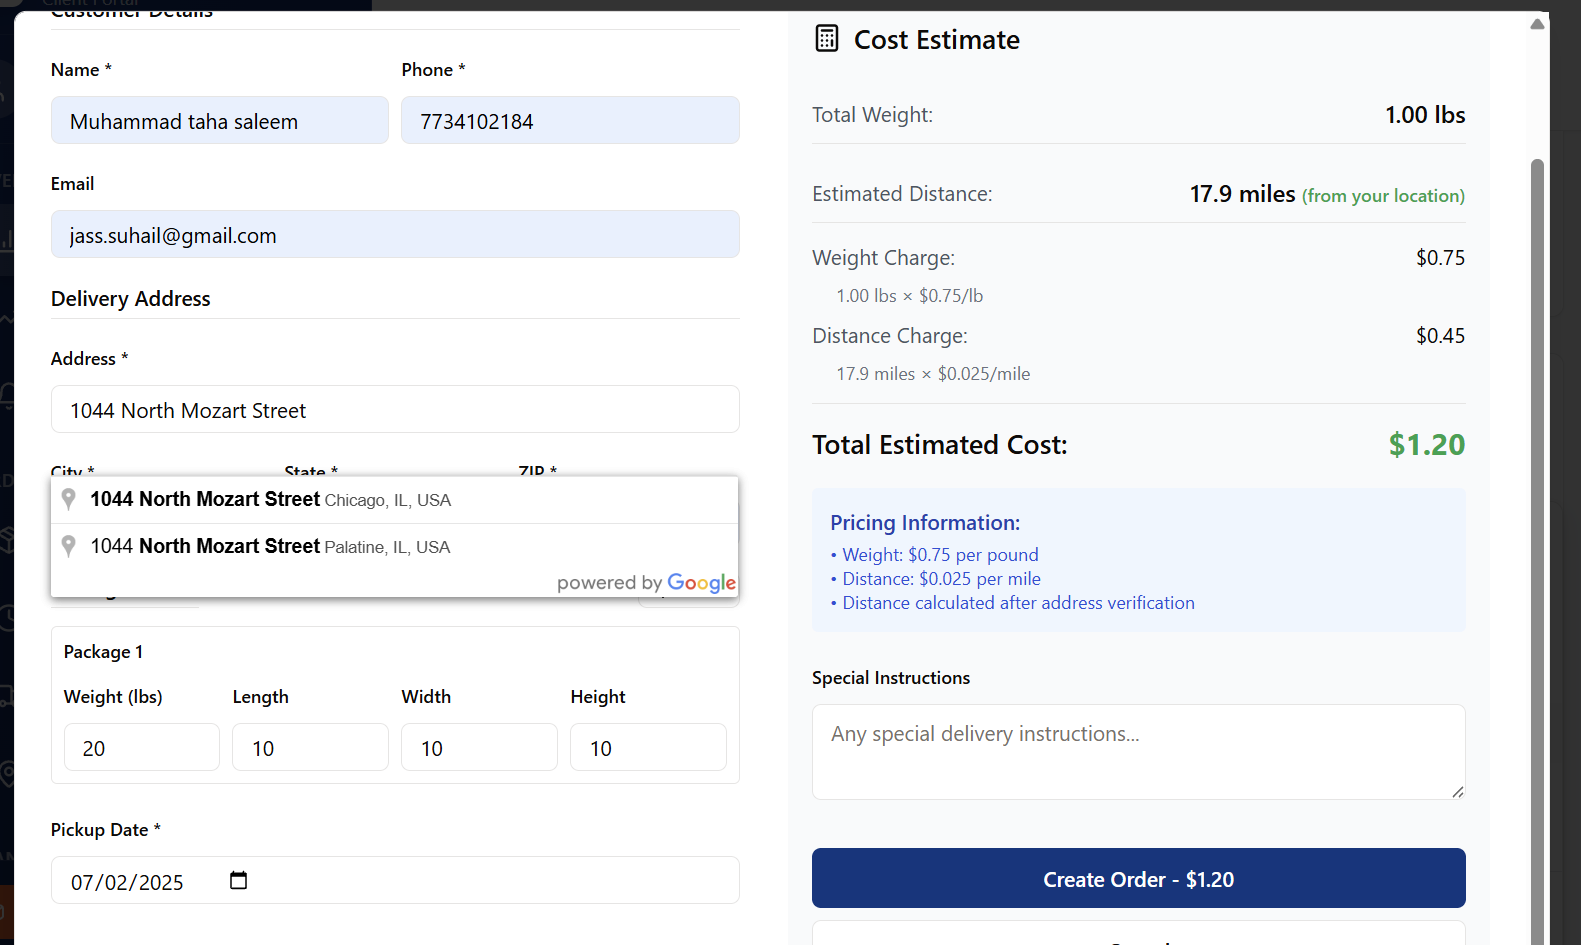 Client Portal
Customer Details
Name *
Phone *
Muhammad taha saleem
7734102184
Email
jass.suhail@gmail.com
Delivery Address
Address *
1044 North Mozart Street
City *
State *
ZIP *
1044 North Mozart Street Chicago, IL, USA
1044 North Mozart Street Palatine, IL, USA
powered by Google
Package 1
Weight (lbs)
Length
Width
Height
20
10
10
10
Pickup Date *
07/02/2025
Cost Estimate
Total Weight:
1.00 lbs
Estimated Distance:
17.9 miles (from your location)
Weight Charge:
$0.75
1.00 lbs × $0.75/lb
Distance Charge:
$0.45
17.9 miles × $0.025/mile
Total Estimated Cost:
$1.20
Pricing Information:
• Weight: $0.75 per pound
• Distance: $0.025 per mile
• Distance calculated after address verification
Special Instructions
Any special delivery instructions...
Create Order - $1.20